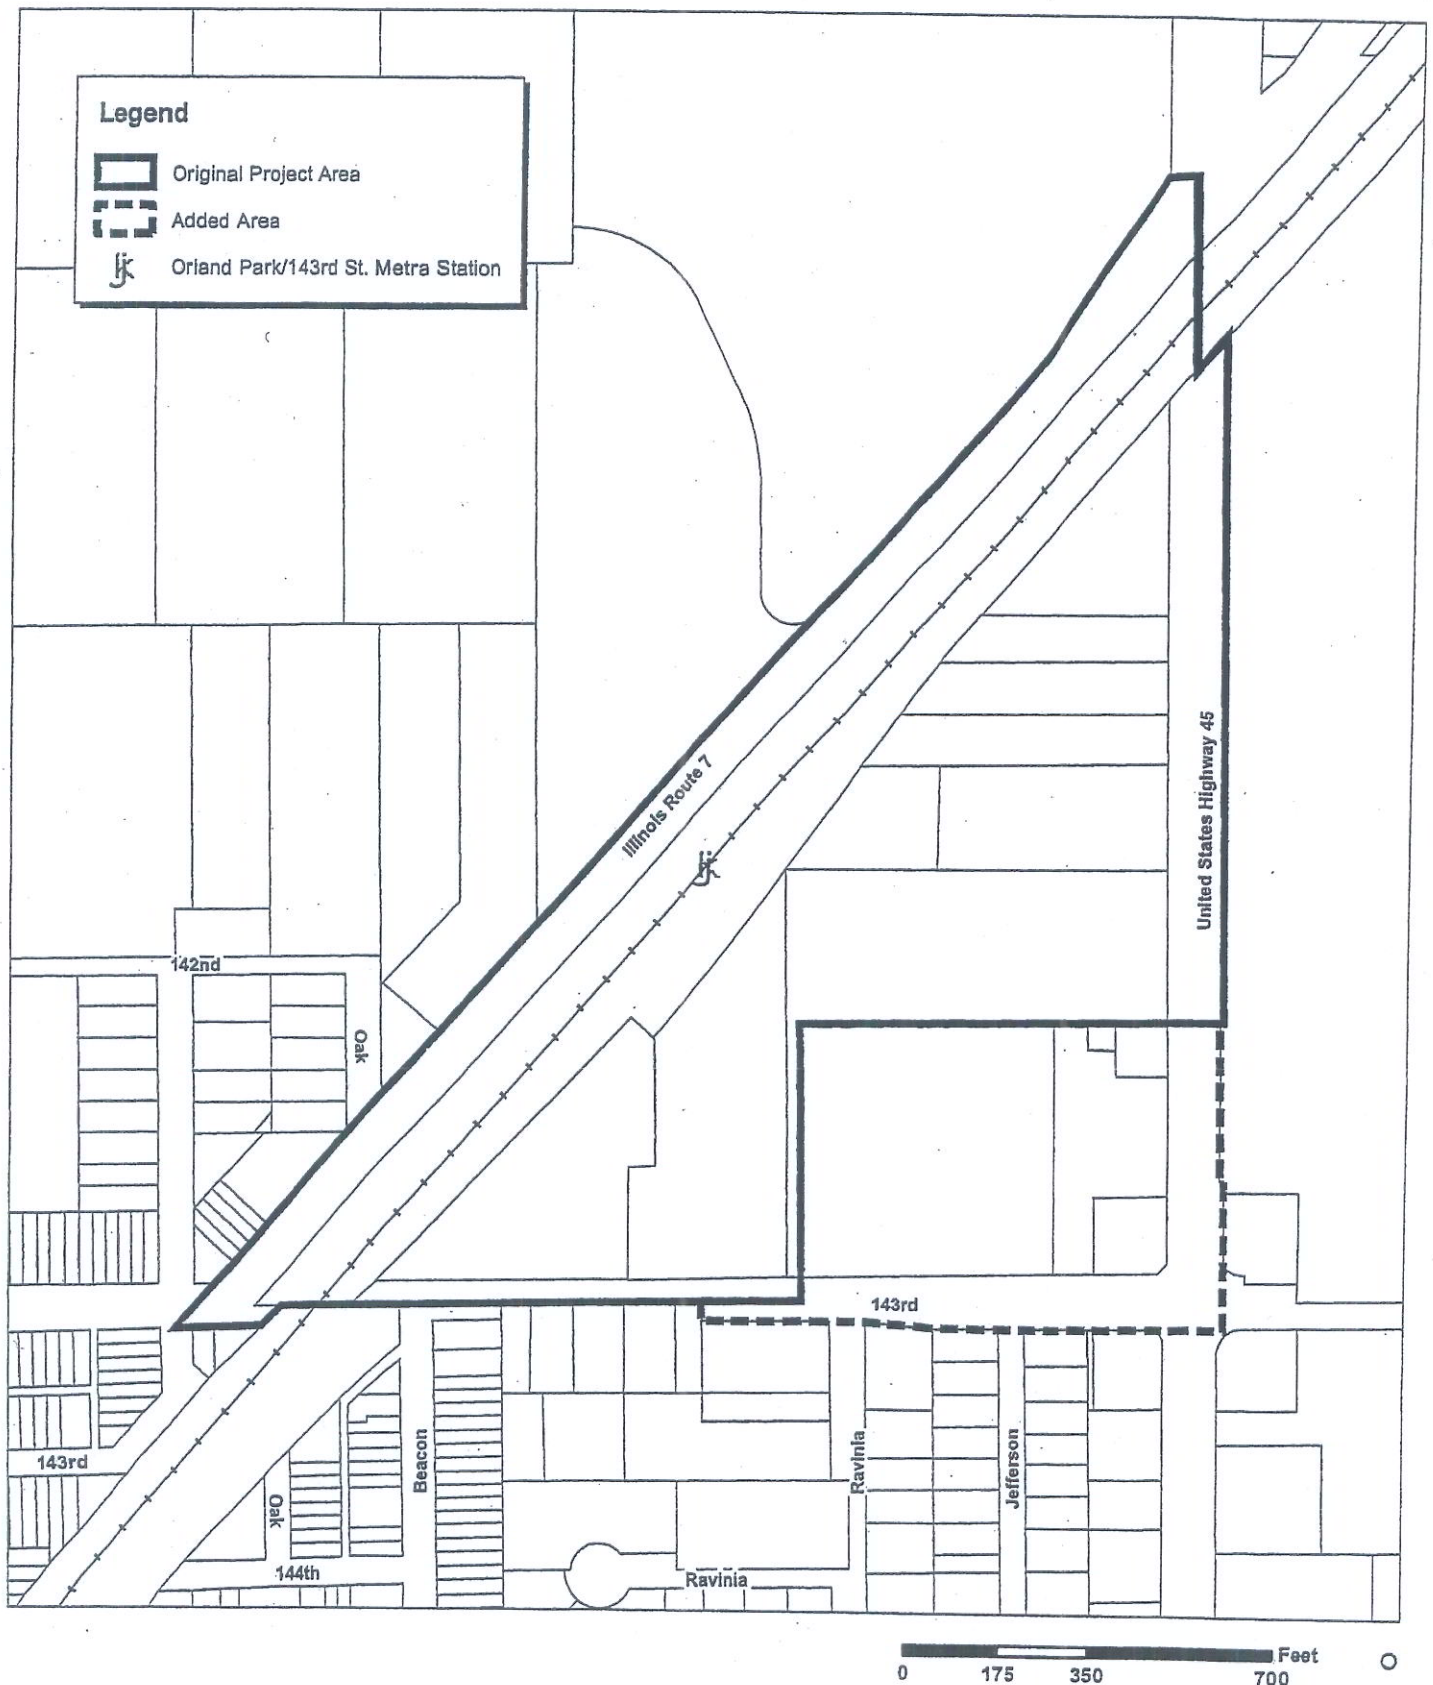 Legend
Original Project Area
Added Area
Orland Park/143rd St. Metra Station
Illinois Route 7
United States Highway 45
142nd
Oak
143rd
143rd
Beacon
Ravinia
Jefferson
Oak
144th
Ravinia
Feet
0 175 350 700